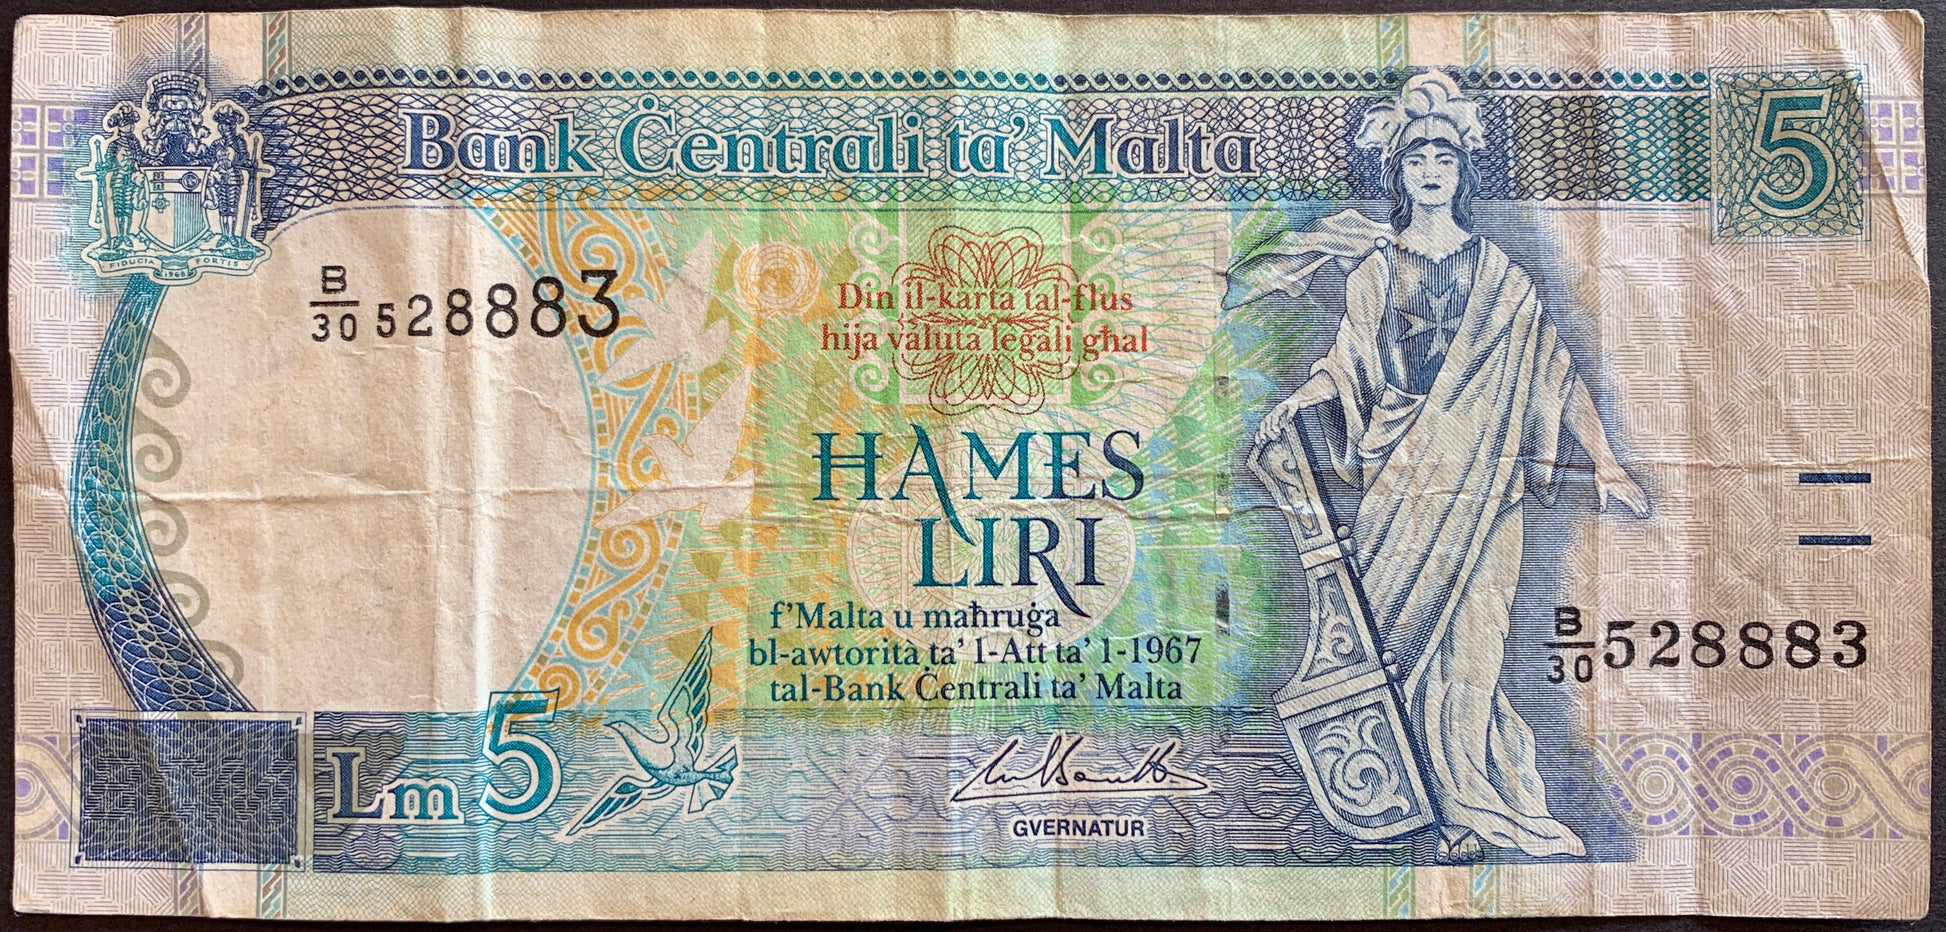 Bank Ċentrali ta' Malta
5
FIDUCIA 1968 FORTIS
B/30 528883
Din il-karta tal-flus
hija valuta legali għal
ĦAMES
LIRI
f'Malta u maħruġa
bl-awtorità ta' l-Att ta' l-1967
tal-Bank Ċentrali ta' Malta
B/30 528883
Lm 5
GVERNATUR